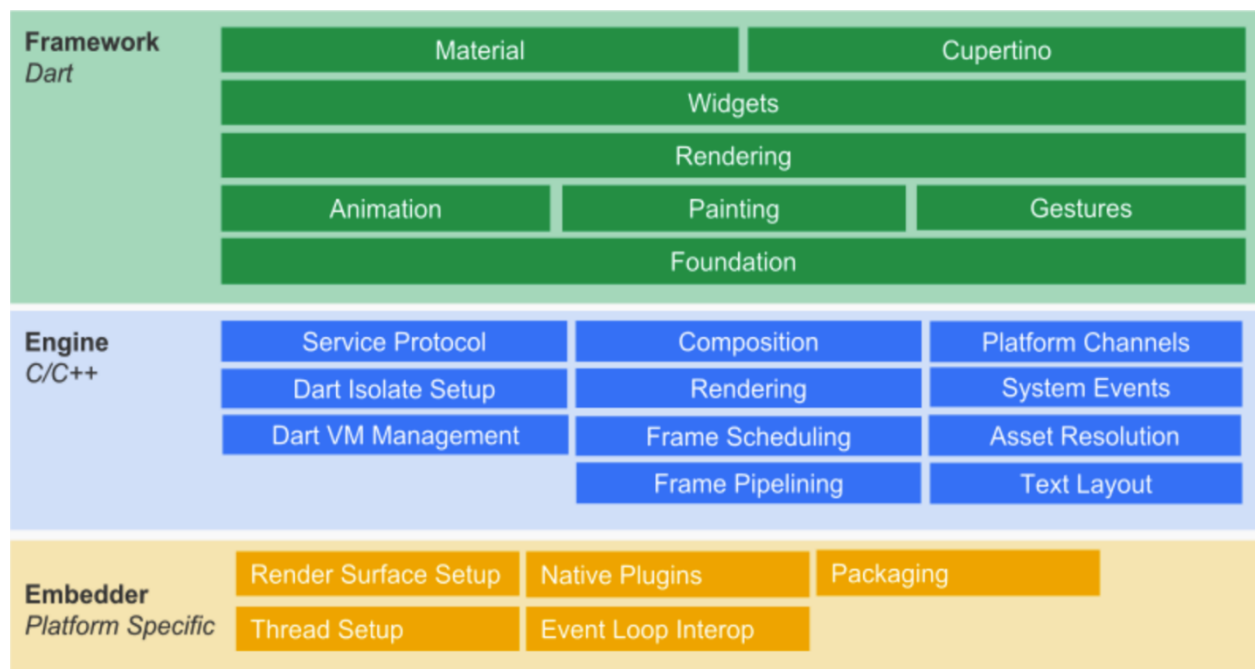 Framework
Dart
Material
Cupertino
Widgets
Rendering
Animation
Painting
Gestures
Foundation
Engine
C/C++
Service Protocol
Composition
Platform Channels
Dart Isolate Setup
Rendering
System Events
Dart VM Management
Frame Scheduling
Asset Resolution
Frame Pipelining
Text Layout
Embedder
Platform Specific
Render Surface Setup
Native Plugins
Packaging
Thread Setup
Event Loop Interop